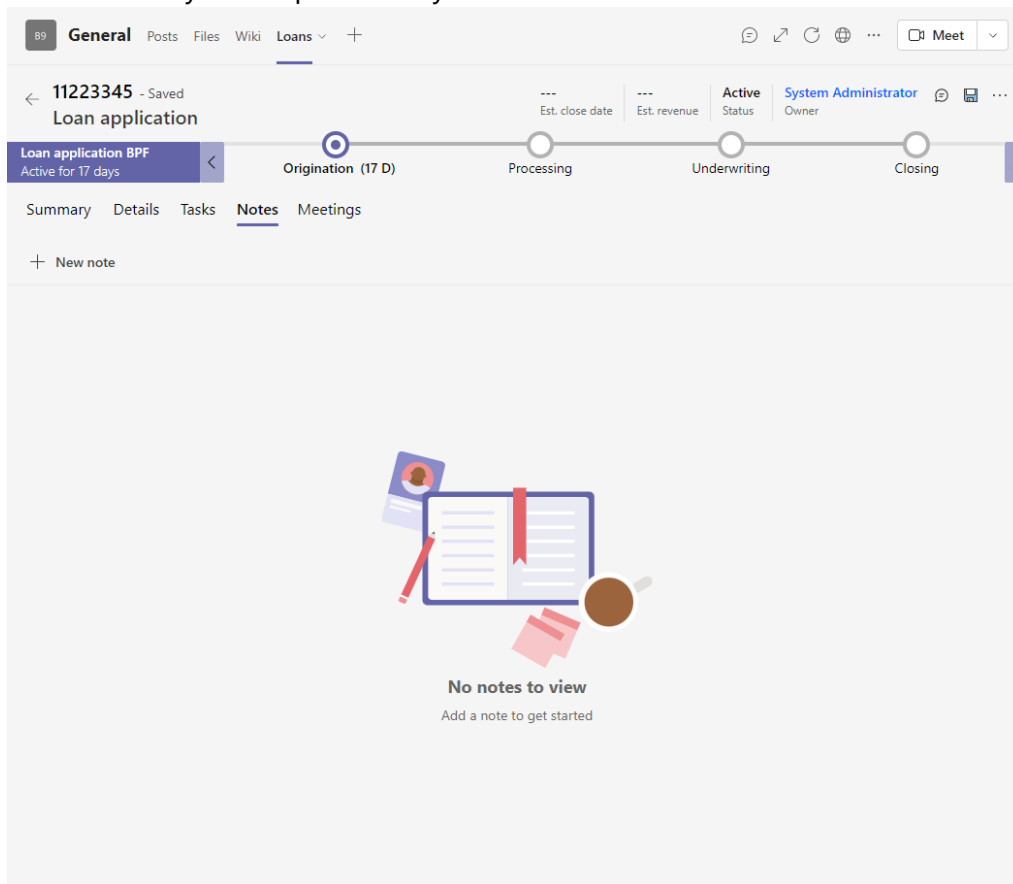 B9 General Posts Files Wiki Loans Meet
11223345 - Saved
Loan application
--- --- Active System Administrator
Est. close date Est. revenue Status Owner
Loan application BPF
Active for 17 days
Origination (17 D) Processing Underwriting Closing
Summary Details Tasks Notes Meetings
New note
No notes to view
Add a note to get started